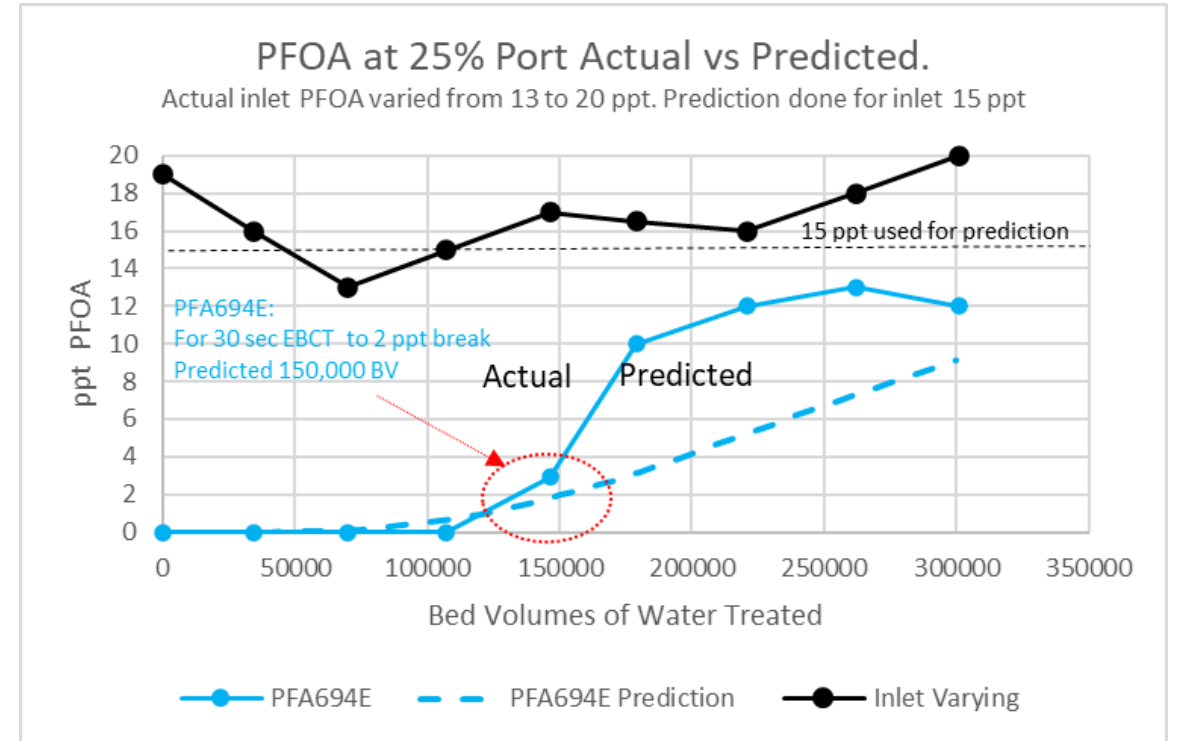 PFOA at 25% Port Actual vs Predicted.
Actual inlet PFOA varied from 13 to 20 ppt. Prediction done for inlet 15 ppt
20
18
16
14
12
10
8
6
4
2
0
ppt PFOA
15 ppt used for prediction
PFA694E:
For 30 sec EBCT to 2 ppt break
Predicted 150,000 BV
Actual
Predicted
0
50000
100000
150000
200000
250000
300000
350000
Bed Volumes of Water Treated
PFA694E
PFA694E Prediction
Inlet Varying